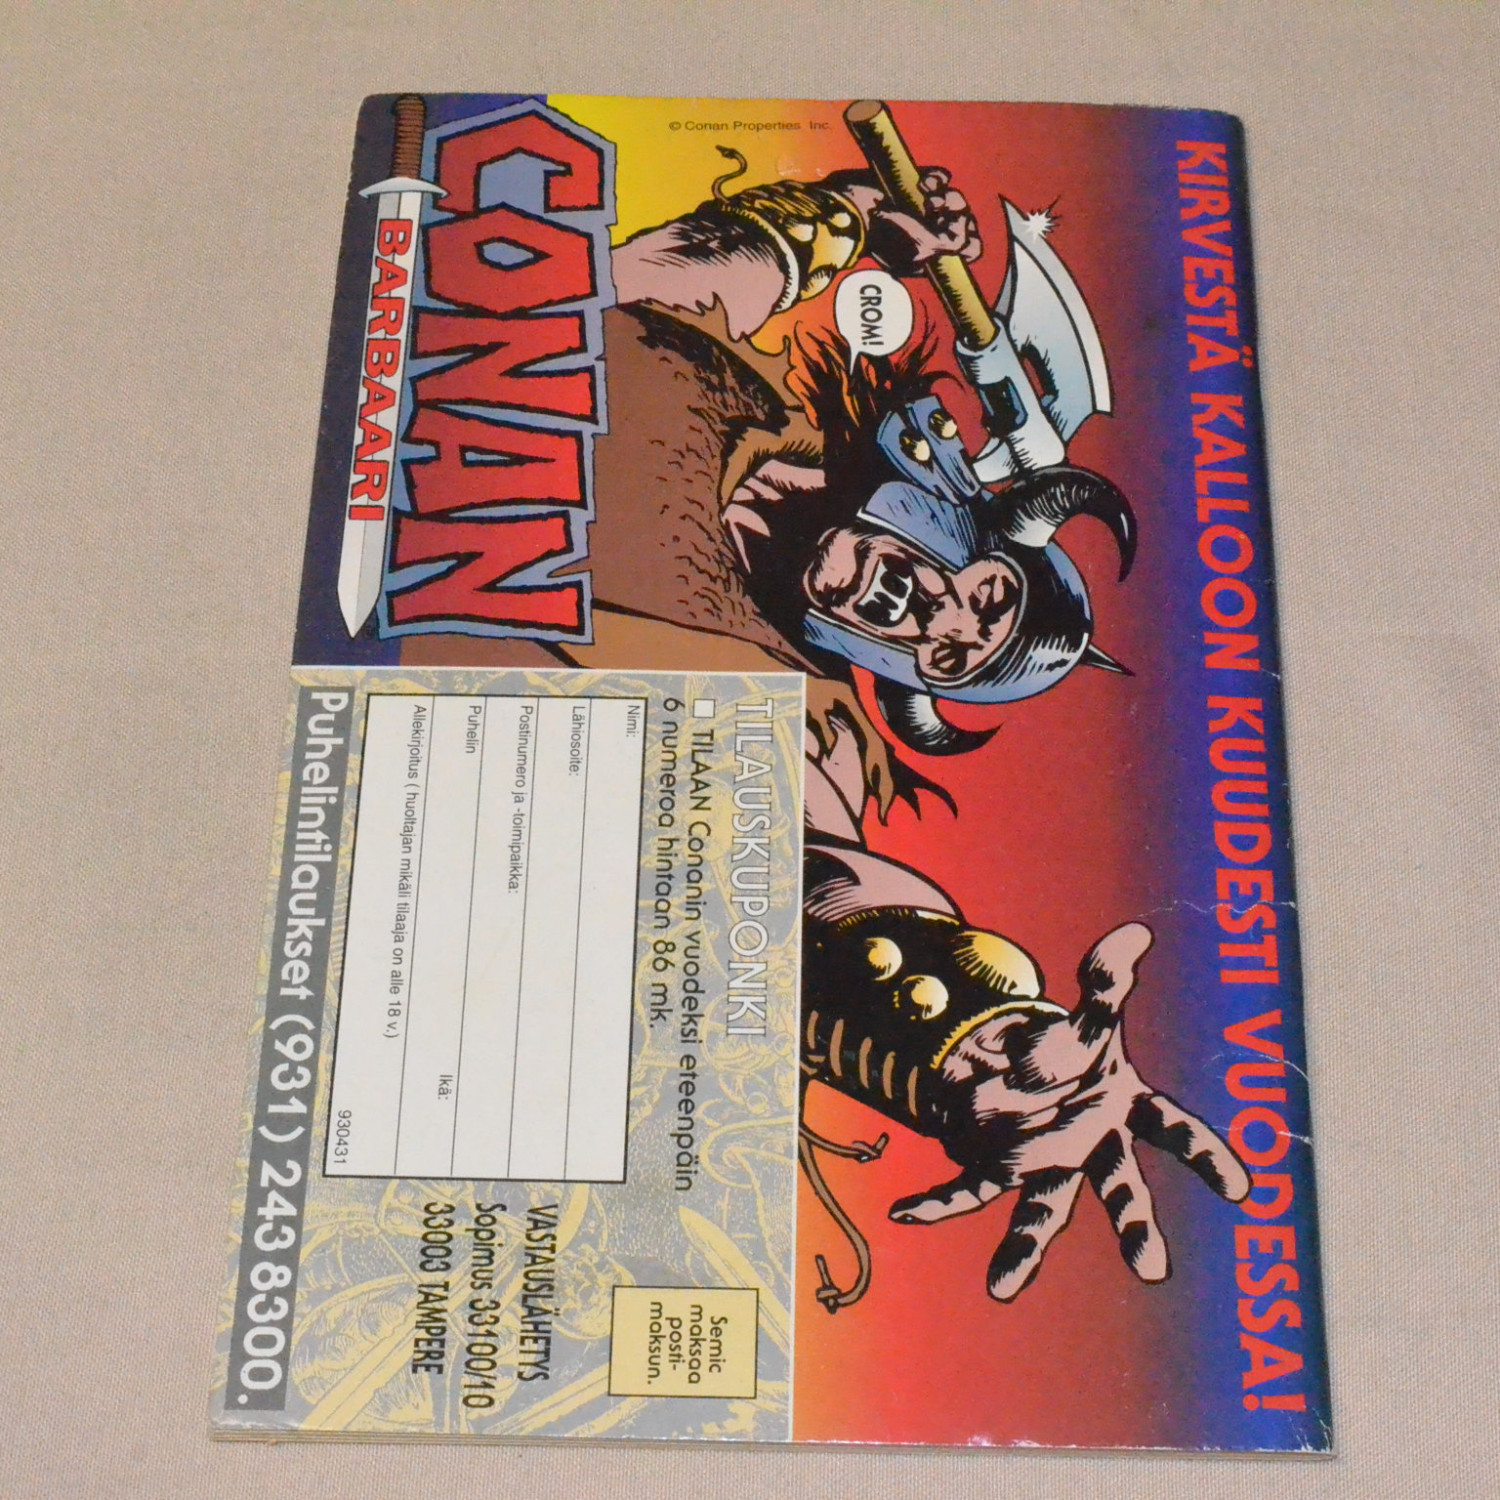 KIRVESTÄ KALLOON KUUDESTI VUODESSA!
© Conan Properties Inc.
CROM!
CONAN
BARBAARI
TILAUSKUPONKI
TILAAN Conanin vuodeksi eteenpäin
6 numeroa hintaan 86 mk.
Nimi:
Lähiosoite:
Postinumero ja -toimipaikka:
Puhelin
Ikä:
Allekirjoitus ( huoltajan mikäli tilaaja on alle 18 v.)
930431
Semic
maksaa
posti-
maksun.
VASTAUSLÄHETYS
Sopimus 33100/10
33003 TAMPERE
Puhelintilaukset (931) 243 8300.